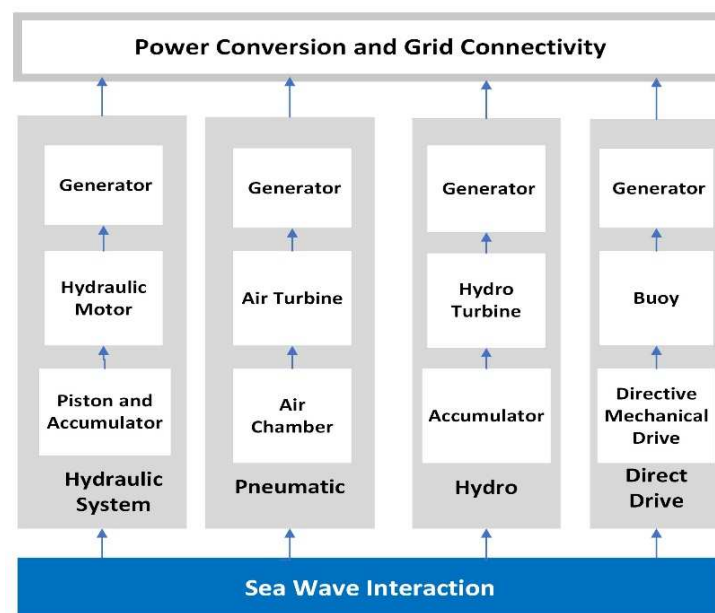 Power Conversion and Grid Connectivity
Generator
Hydraulic
Motor
Piston and
Accumulator
Hydraulic
System
Generator
Air Turbine
Air
Chamber
Pneumatic
Generator
Hydro
Turbine
Accumulator
Hydro
Generator
Buoy
Directive
Mechanical
Drive
Direct
Drive
Sea Wave Interaction